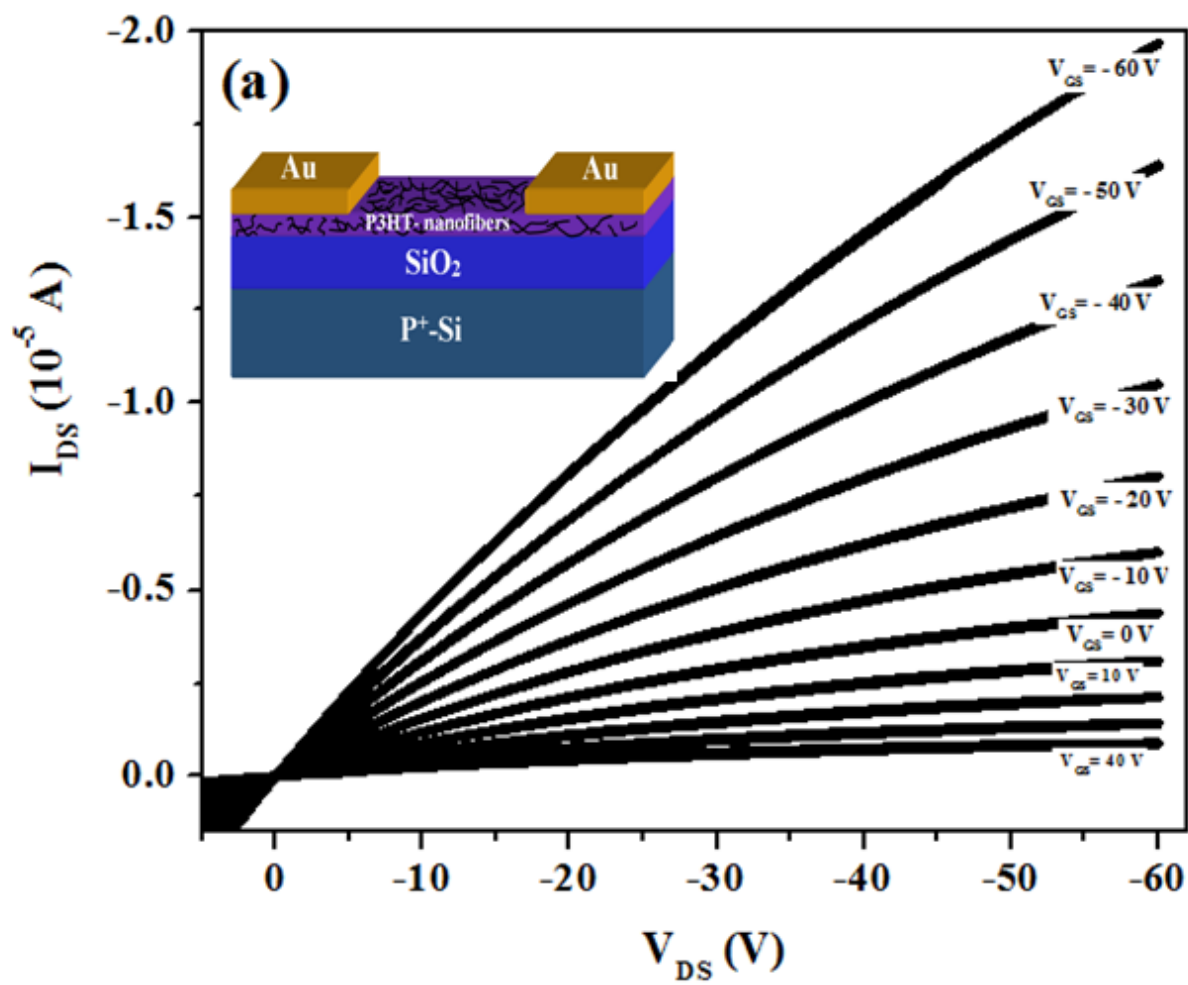 (a)
-2.0
-1.5
-1.0
-0.5
0.0
I_DS (10^-5 A)
Au
Au
P3HT- nanofibers
SiO₂
P⁺-Si
V_GS= - 60 V
V_GS= -50 V
V_GS= - 40 V
V_GS= -30 V
V_GS= -20 V
V_GS= -10 V
V_GS= 0 V
V_GS= 10 V
V_GS= 40 V
0 -10 -20 -30 -40 -50 -60
V_DS (V)